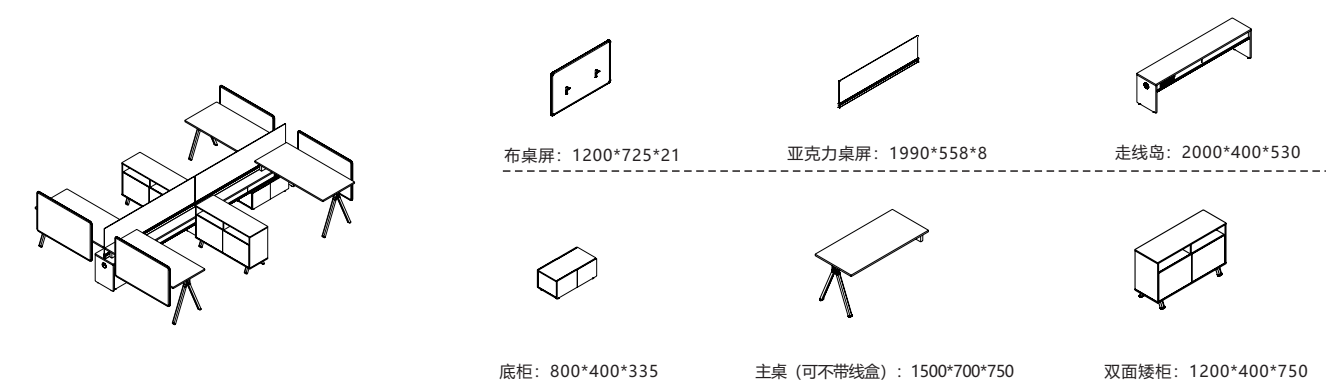 布桌屏：1200*725*21
亚克力桌屏：1990*558*8
走线岛：2000*400*530
底柜：800*400*335
主桌（可不带线盒）：1500*700*750
双面矮柜：1200*400*750